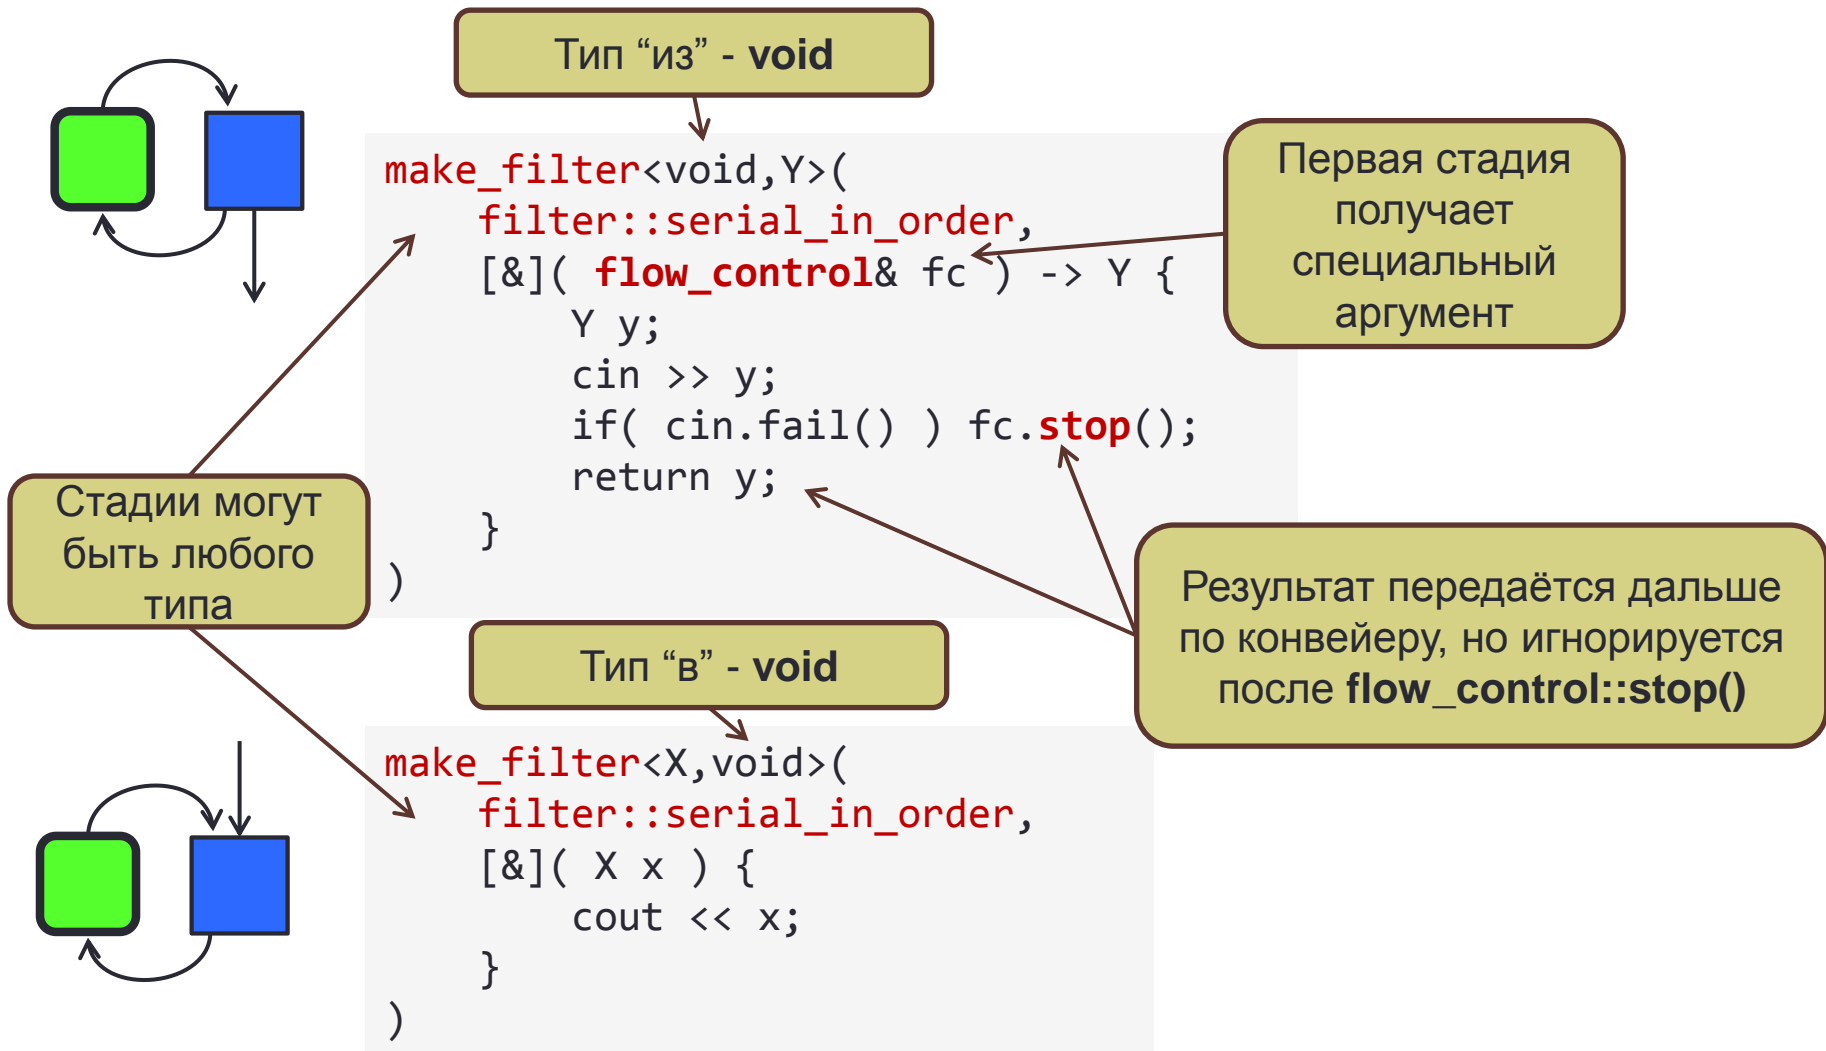 Тип “из” - void
make_filter<void,Y>(
filter::serial_in_order,
[&]( flow_control& fc ) -> Y {
Y y;
cin >> y;
if( cin.fail() ) fc.stop();
return y;
}
)
Первая стадия
получает
специальный
аргумент
Стадии могут
быть любого
типа
Результат передаётся дальше
по конвейеру, но игнорируется
после flow_control::stop()
Тип “в” - void
make_filter<X,void>(
filter::serial_in_order,
[&]( X x ) {
cout << x;
}
)